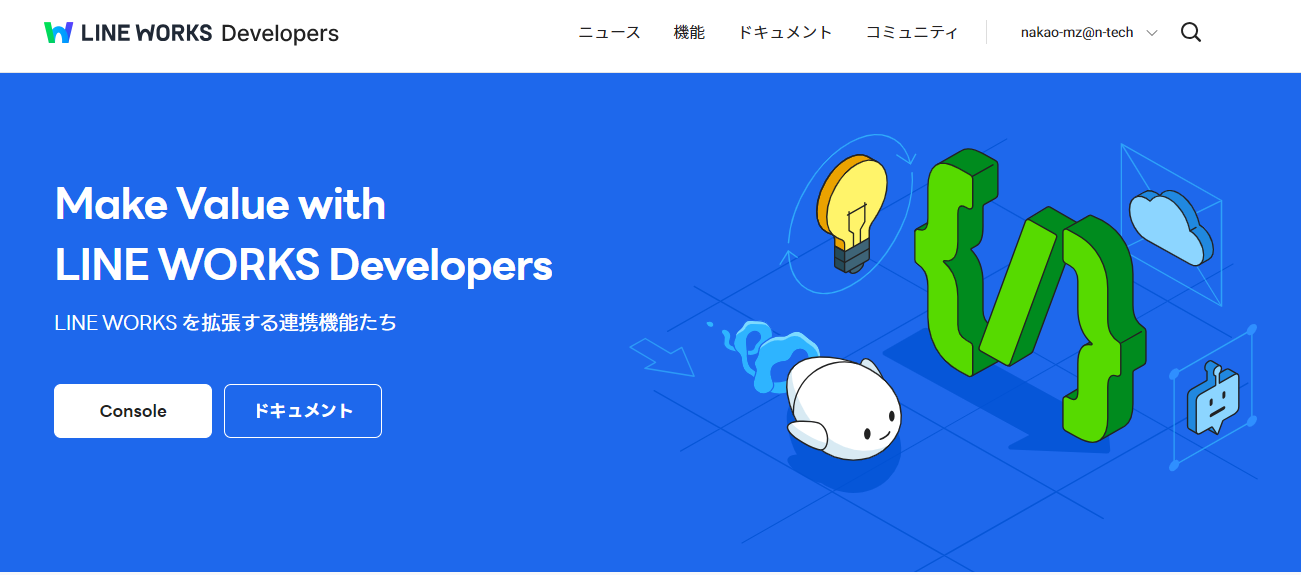 LINE WORKS Developers
ニュース 機能 ドキュメント コミュニティ nakao-mz@n-tech
Make Value with
LINE WORKS Developers
LINE WORKS を拡張する連携機能たち
Console ドキュメント